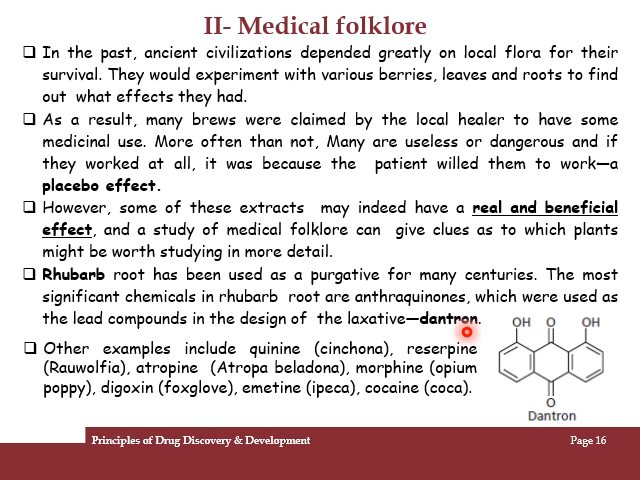 II- Medical folklore
❑ In the past, ancient civilizations depended greatly on local flora for their
survival. They would experiment with various berries, leaves and roots to find
out what effects they had.
❑ As a result, many brews were claimed by the local healer to have some
medicinal use. More often than not, Many are useless or dangerous and if
they worked at all, it was because the patient willed them to work—a
placebo effect.
❑ However, some of these extracts may indeed have a real and beneficial
effect, and a study of medical folklore can give clues as to which plants
might be worth studying in more detail.
❑ Rhubarb root has been used as a purgative for many centuries. The most
significant chemicals in rhubarb root are anthraquinones, which were used as
the lead compounds in the design of the laxative—dantron.
❑ Other examples include quinine (cinchona), reserpine
(Rauwolfia), atropine (Atropa beladona), morphine (opium
poppy), digoxin (foxglove), emetine (ipeca), cocaine (coca).
OH O OH
O
Dantron
Principles of Drug Discovery & Development Page 16